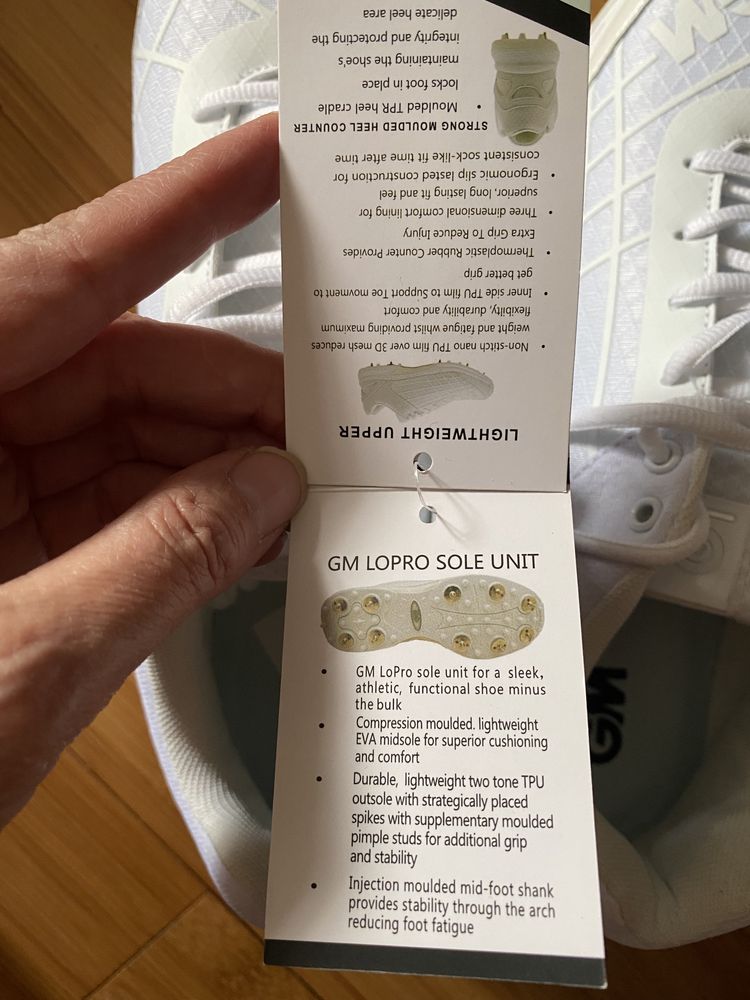 GM LOPRO SOLE UNIT
• GM LoPro sole unit for a sleek,
athletic, functional shoe minus
the bulk
• Compression moulded. lightweight
EVA midsole for superior cushioning
and comfort
• Durable, lightweight two tone TPU
outsole with strategically placed
spikes with supplementary moulded
pimple studs for additional grip
and stability
• Injection moulded mid-foot shank
provides stability through the arch
reducing foot fatigue
LIGHTWEIGHT UPPER
• Non-stitch nano TPU film over 3D mesh reduces
weight and fatigue whilst providing maximum
flexibility, durability and comfort
• Inner side TPU film to Support Toe movment to
get better grip
• Thermoplastic Rubber Counter Provides
Extra Grip To Reduce Injury
• Three dimensional comfort lining for
superior, long lasting fit and feel
• Ergonomic slip lasted construction for
consistent sock-like fit time after time
STRONG MOULDED HEEL COUNTER
• Moulded TPR heel cradle
locks foot in place
maintaining the shoe's
integrity and protecting the
delicate heel area
GM
GM